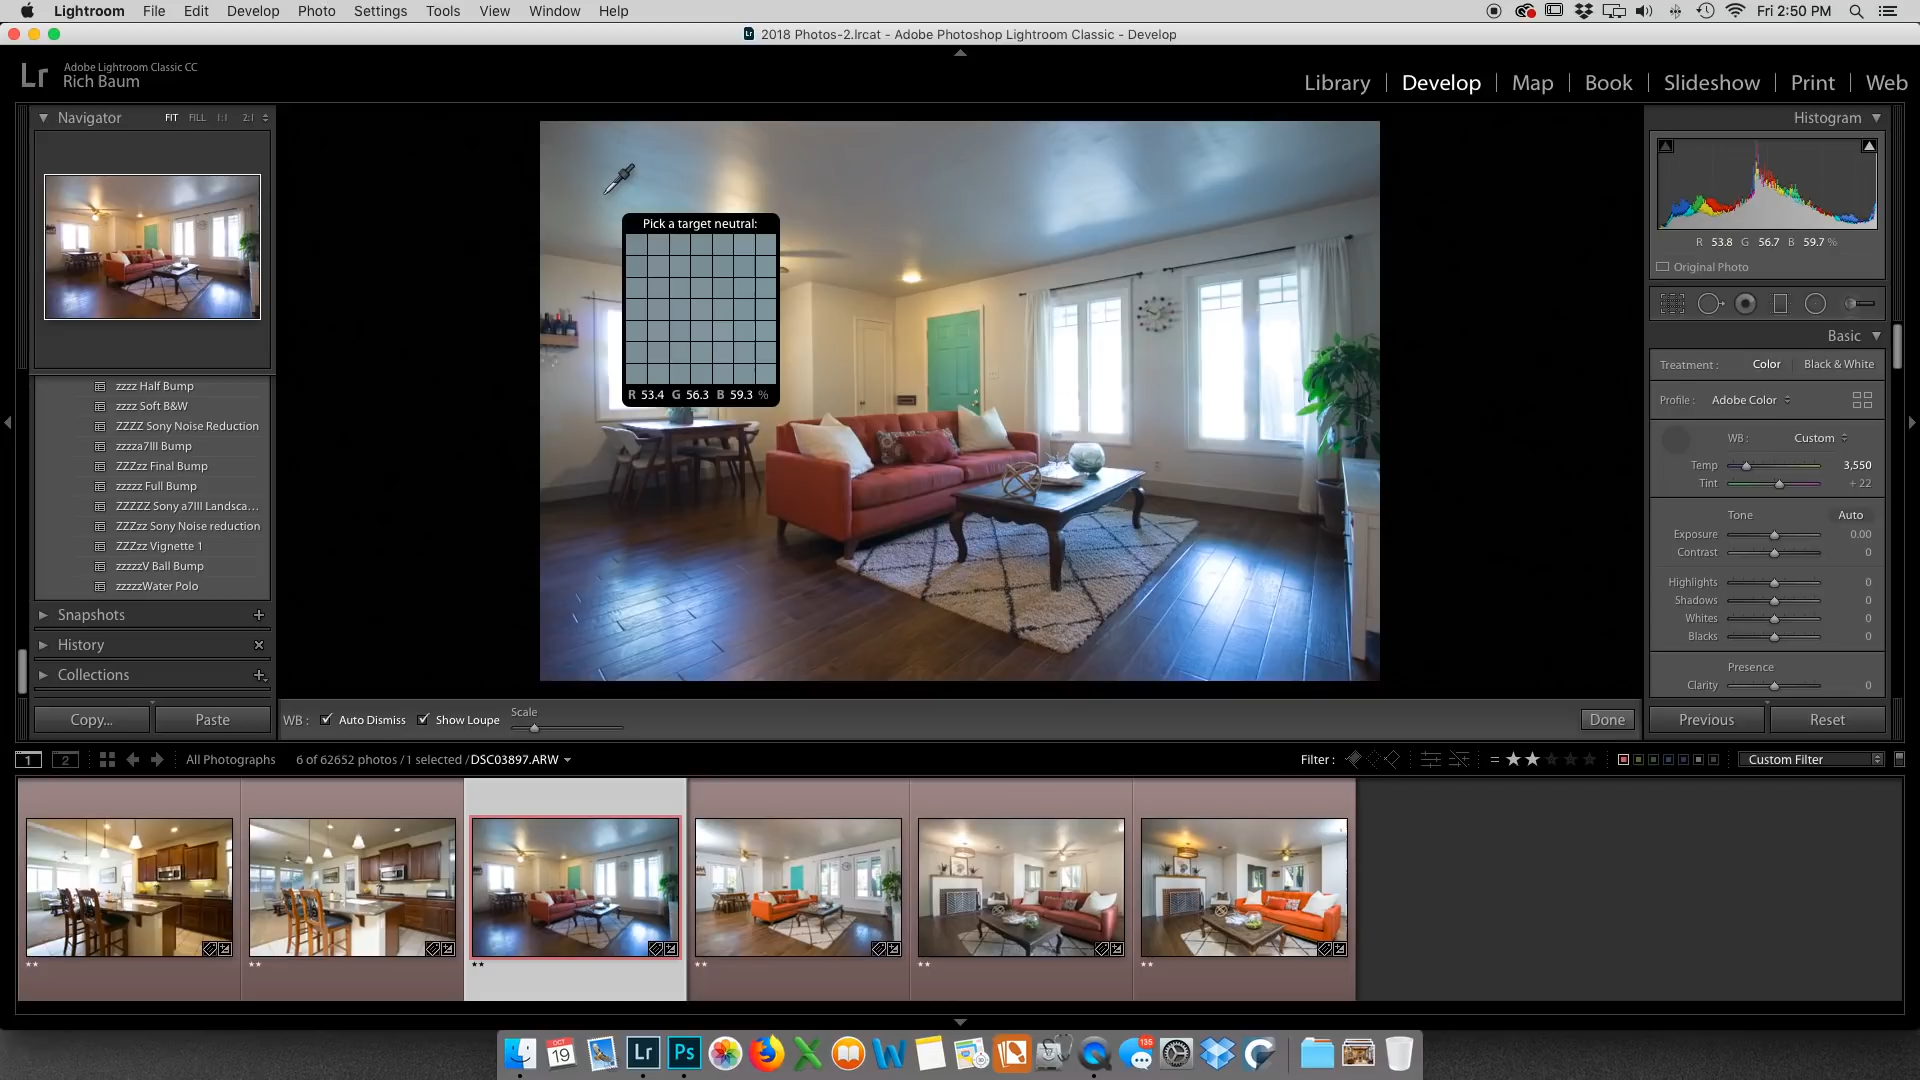 Lightroom File Edit Develop Photo Settings Tools View Window Help Fri 2:50 PM
2018 Photos-2.lrcat - Adobe Photoshop Lightroom Classic - Develop
Lr Adobe Lightroom Classic CC
Rich Baum
Library | Develop | Map | Book | Slideshow | Print | Web
Navigator FIT FILL 1:1 2:1
zzzz Half Bump
zzzz Soft B&W
ZZZZ Sony Noise Reduction
zzzza7III Bump
ZZZZz Final Bump
zzzzz Full Bump
ZZZZZ Sony a7III Landsca...
ZZZzz Sony Noise reduction
ZZZzz Vignette 1
zzzzzV Ball Bump
zzzzzWater Polo
Snapshots
History
Collections
Copy... Paste
Pick a target neutral:
R 53.4 G 56.3 B 59.3 %
WB : Auto Dismiss Show Loupe Scale Done
Histogram
R 53.8 G 56.7 B 59.7 %
Original Photo
Basic
Treatment : Color Black & White
Profile : Adobe Color
WB : Custom
Temp 3,550
Tint + 22
Tone Auto
Exposure 0.00
Contrast 0
Highlights 0
Shadows 0
Whites 0
Blacks 0
Presence
Clarity 0
Previous Reset
1 2 All Photographs 6 of 62652 photos / 1 selected / DSC03897.ARW Filter : Custom Filter
OCT
19
Lr
Ps
135